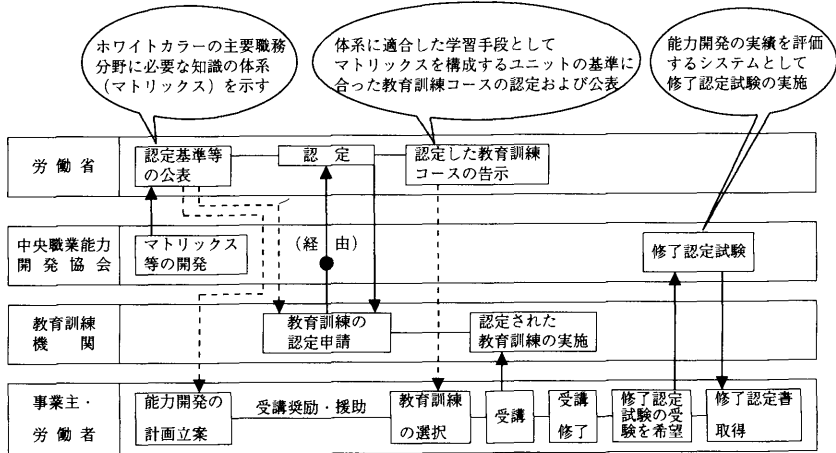 ホワイトカラーの主要職務
分野に必要な知識の体系
（マトリックス）を示す
体系に適合した学習手段として
マトリックスを構成するユニットの基準に
合った教育訓練コースの認定および公表
能力開発の実績を評価
するシステムとして
修了認定試験の実施
労働省
認定基準等
の公表
認定
認定した教育訓練
コースの告示
中央職業能力
開発協会
マトリックス
等の開発
（経由）
修了認定試験
教育訓練
機関
教育訓練の
認定申請
認定された
教育訓練の実施
事業主・
労働者
能力開発の
計画立案
受講奨励・援助
教育訓練
の選択
受講
受講
修了
修了認定
試験の受
験を希望
修了認定書
取得